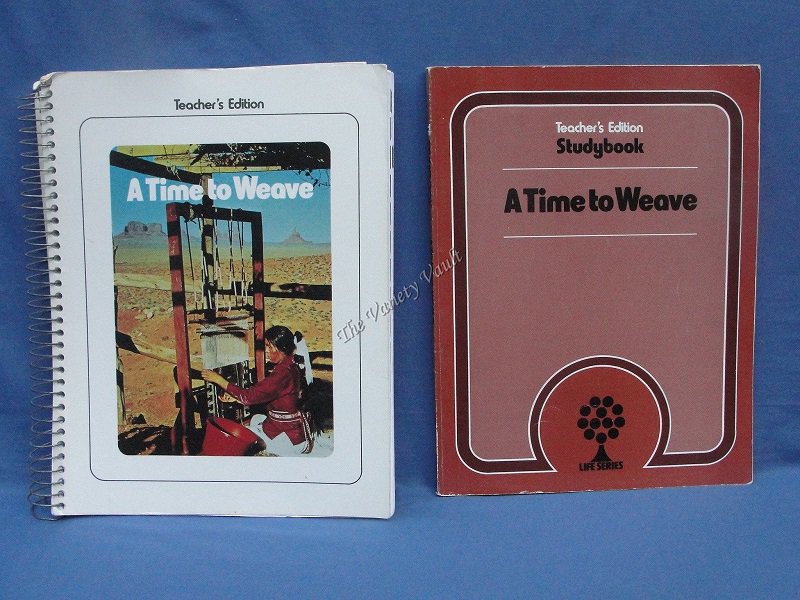 Teacher's Edition
A Time to Weave
The Variety Vault
Teacher's Edition
Studybook
A Time to Weave
LIFE SERIES